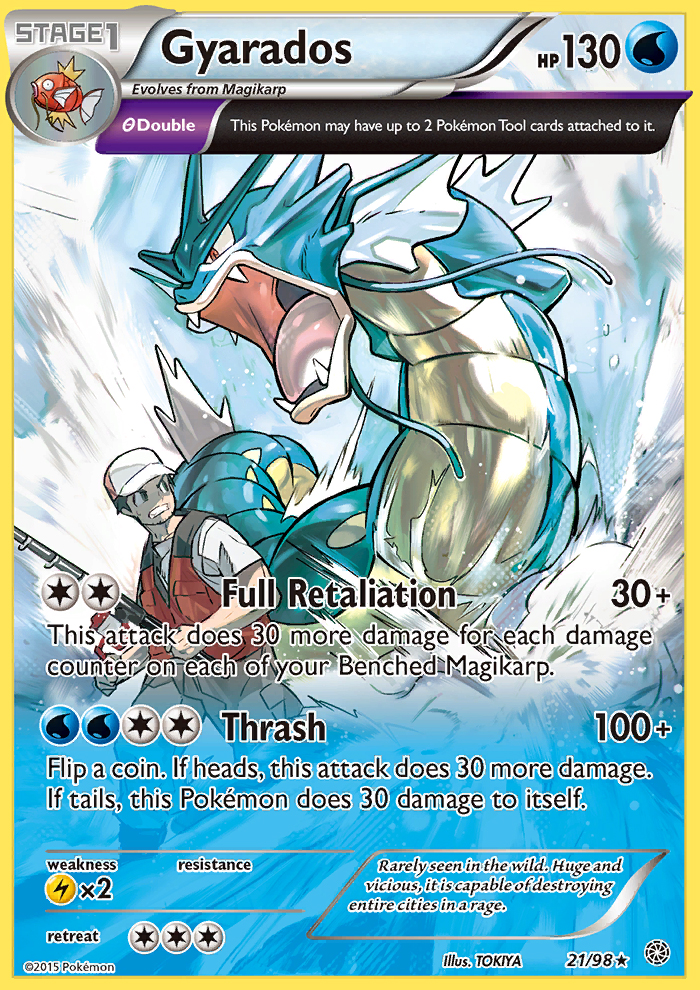 STAGE1
Gyarados
HP130
Evolves from Magikarp
θDouble
This Pokémon may have up to 2 Pokémon Tool cards attached to it.
Full Retaliation 30+
This attack does 30 more damage for each damage
counter on each of your Benched Magikarp.
Thrash 100+
Flip a coin. If heads, this attack does 30 more damage.
If tails, this Pokémon does 30 damage to itself.
weakness resistance
×2
Rarely seen in the wild. Huge and
vicious, it is capable of destroying
entire cities in a rage.
retreat
©2015 Pokémon
Illus. TOKIYA
21/98★